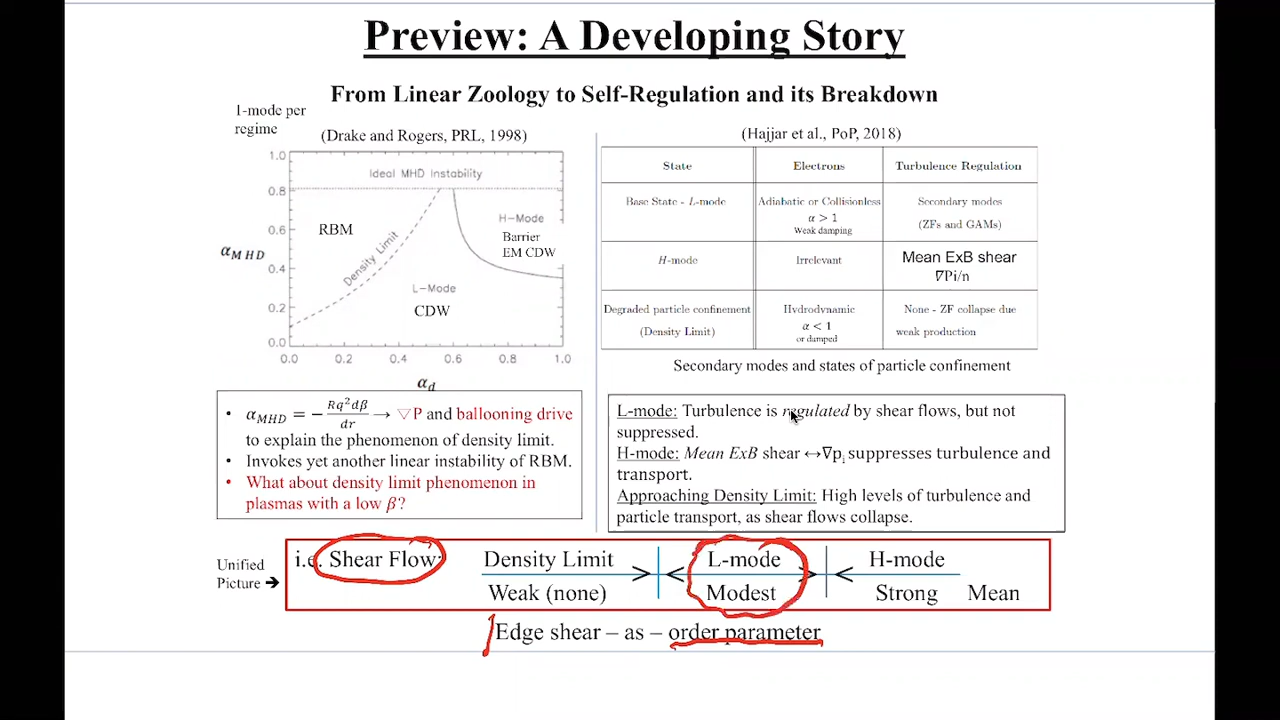 Preview: A Developing Story
From Linear Zoology to Self-Regulation and its Breakdown
1-mode per
regime
(Drake and Rogers, PRL, 1998)
1.0
Ideal MHD Instability
0.8
RBM
H-Mode
0.6
Barrier
EM CDW
α_MHD
Density Limit
0.4
L-Mode
CDW
0.2
0.0
0.0 0.2 0.4 0.6 0.8 1.0
α_d
• α_MHD = −Rq²dβ/dr → ▽P and ballooning drive
to explain the phenomenon of density limit.
• Invokes yet another linear instability of RBM.
• What about density limit phenomenon in
plasmas with a low β?
(Hajjar et al., PoP, 2018)
State Electrons Turbulence Regulation
Base State - L-mode Adiabatic or Collisionless Secondary modes
α > 1 (ZFs and GAMs)
Weak damping
H-mode Irrelevant Mean ExB shear
∇Pi/n
Degraded particle confinement Hydrodynamic None - ZF collapse due
(Density Limit) α < 1 weak production
or damped
Secondary modes and states of particle confinement
L-mode: Turbulence is regulated by shear flows, but not
suppressed.
H-mode: Mean ExB shear ↔∇p_i suppresses turbulence and
transport.
Approaching Density Limit: High levels of turbulence and
particle transport, as shear flows collapse.
Unified
Picture →
i.e. Shear Flow: Density Limit L-mode H-mode
Weak (none) Modest Strong Mean
Edge shear – as – order parameter